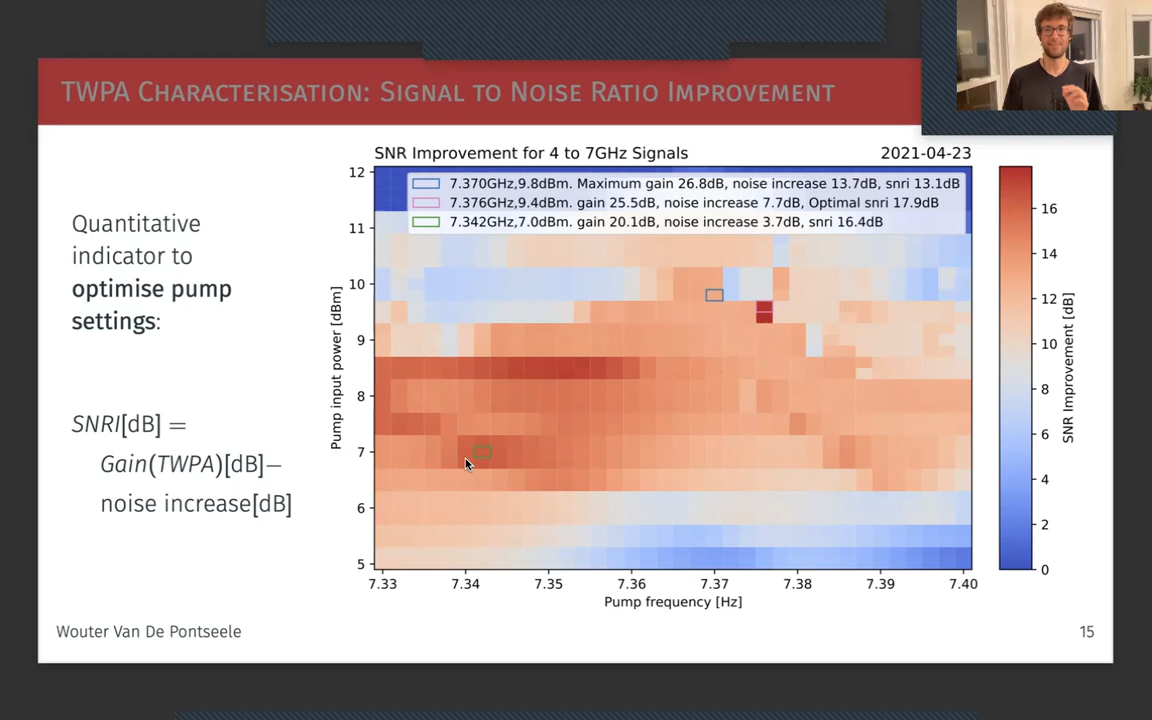 TWPA Characterisation: Signal to Noise Ratio Improvement
Quantitative
indicator to
optimise pump
settings:
SNRI[dB] =
Gain(TWPA)[dB]−
noise increase[dB]
SNR Improvement for 4 to 7GHz Signals
2021-04-23
7.370GHz,9.8dBm. Maximum gain 26.8dB, noise increase 13.7dB, snri 13.1dB
7.376GHz,9.4dBm. gain 25.5dB, noise increase 7.7dB, Optimal snri 17.9dB
7.342GHz,7.0dBm. gain 20.1dB, noise increase 3.7dB, snri 16.4dB
Pump input power [dBm]
12
11
10
9
8
7
6
5
7.33 7.34 7.35 7.36 7.37 7.38 7.39 7.40
Pump frequency [Hz]
16
14
12
10
8
6
4
2
0
SNR Improvement [dB]
Wouter Van De Pontseele
15